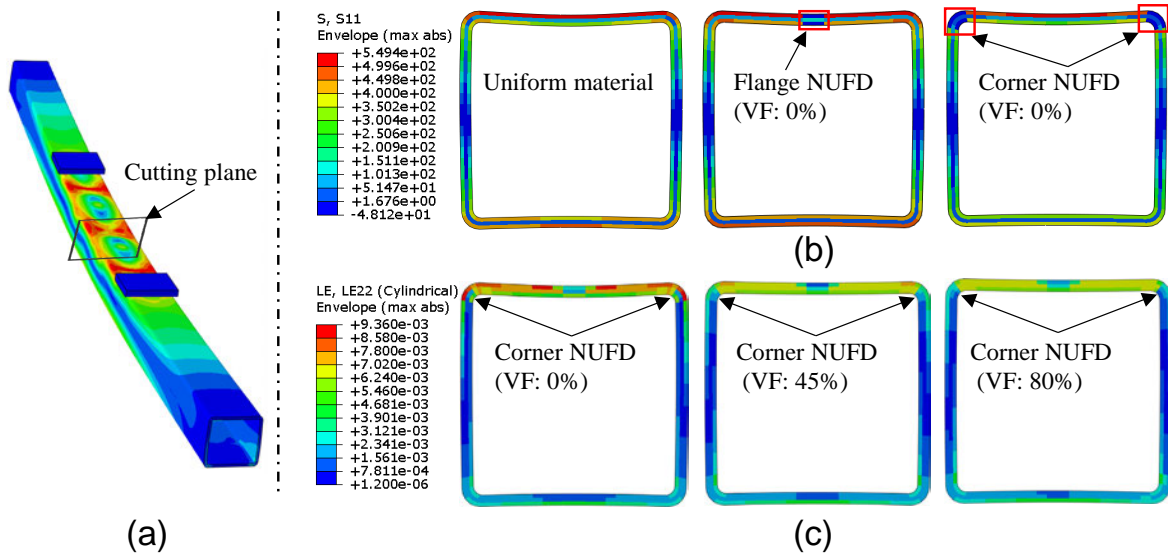 Cutting plane
(a)
S, S11
Envelope (max abs)
+5.494e+02
+4.996e+02
+4.498e+02
+4.000e+02
+3.502e+02
+3.004e+02
+2.506e+02
+2.009e+02
+1.511e+02
+1.013e+02
+5.147e+01
+1.676e+00
-4.812e+01
Uniform material
Flange NUFD
(VF: 0%)
Corner NUFD
(VF: 0%)
(b)
LE, LE22 (Cylindrical)
Envelope (max abs)
+9.360e-03
+8.580e-03
+7.800e-03
+7.020e-03
+6.240e-03
+5.460e-03
+4.681e-03
+3.901e-03
+3.121e-03
+2.341e-03
+1.561e-03
+7.811e-04
+1.200e-06
Corner NUFD
(VF: 0%)
Corner NUFD
(VF: 45%)
Corner NUFD
(VF: 80%)
(c)